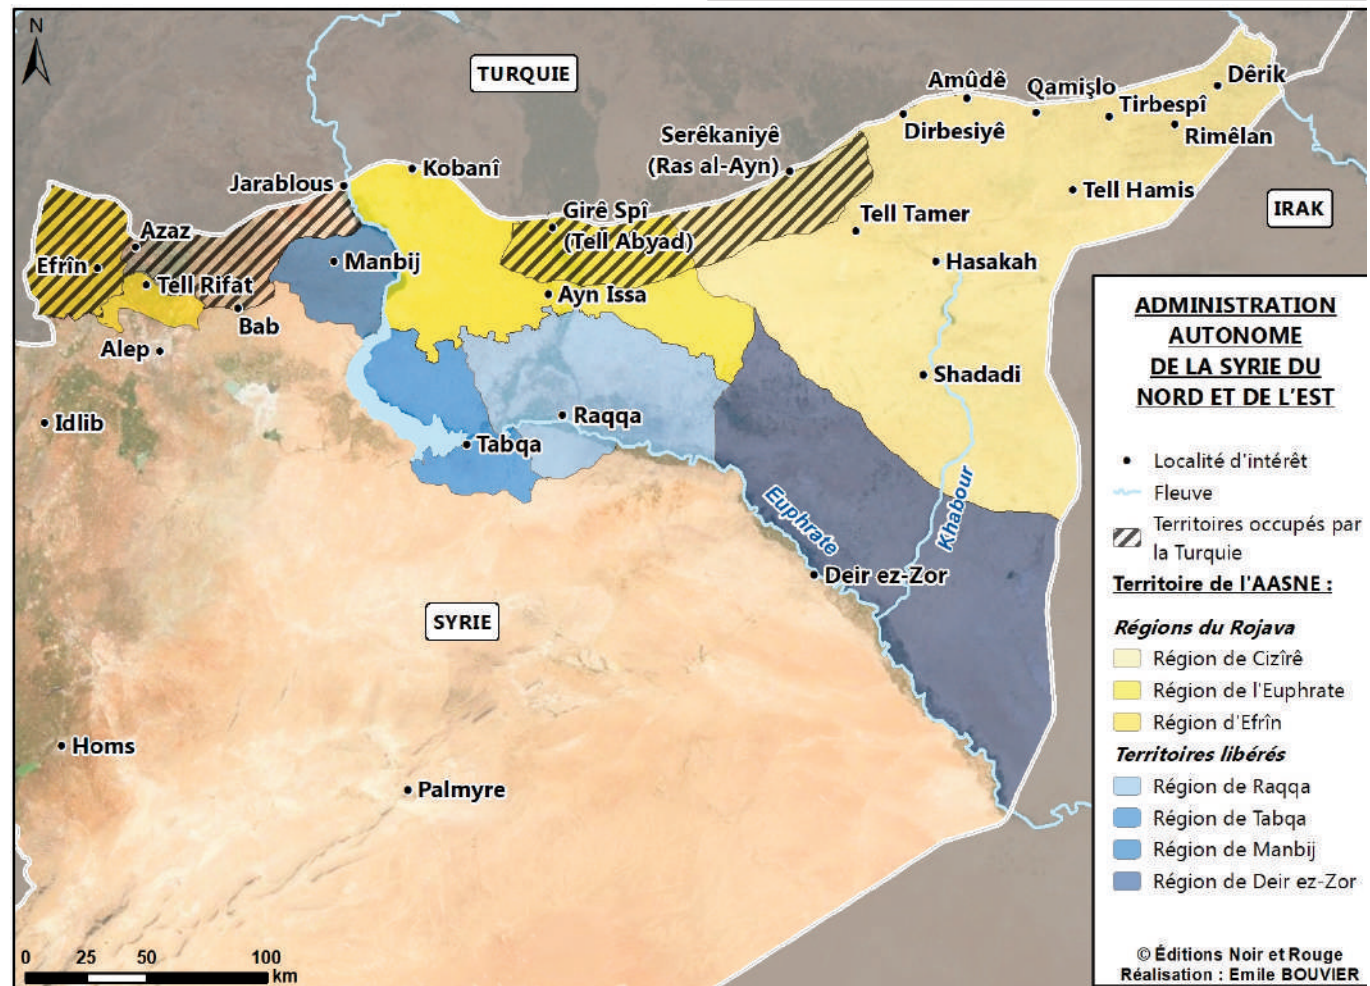 N
TURQUIE
Dêrik
Amûdê
Qamişlo
Tirbespî
Dirbesiyê
Rimêlan
Serêkaniyê
(Ras al-Ayn)
Kobanî
Jarablous
Tell Hamis
IRAK
Girê Spî
(Tell Abyad)
Tell Tamer
Azaz
Efrîn
Manbij
Hasakah
Tell Rifat
Ayn Issa
Bab
Alep
Shadadi
Idlib
Raqqa
Tabqa
Euphrate
Khabour
Deir ez-Zor
SYRIE
Homs
Palmyre
0 25 50 100
km
ADMINISTRATION
AUTONOME
DE LA SYRIE DU
NORD ET DE L'EST
Localité d'intérêt
Fleuve
Territoires occupés par
la Turquie
Territoire de l'AASNE :
Régions du Rojava
Région de Cizîrê
Région de l'Euphrate
Région d'Efrîn
Territoires libérés
Région de Raqqa
Région de Tabqa
Région de Manbij
Région de Deir ez-Zor
© Éditions Noir et Rouge
Réalisation : Emile BOUVIER